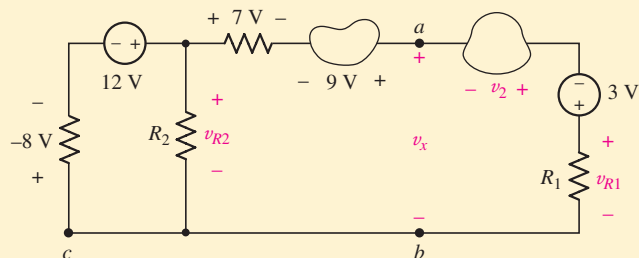 + 7 V –
a
– +
12 V
– 9 V +
+
– v2 +
–
+
3 V
–
–8 V
+
R2
+
vR2
–
vx
R1
+
vR1
–
–
c
b